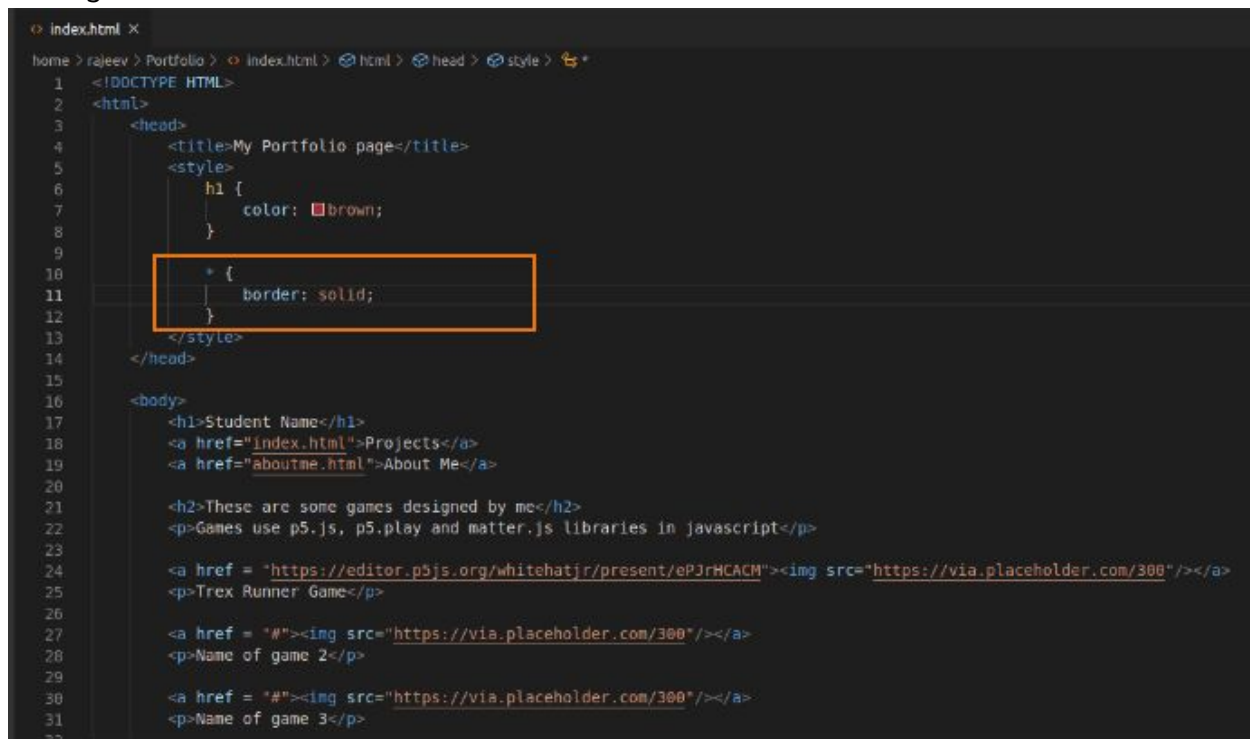 index.html ×
home > rajeev > Portfolio > index.html > html > head > style > *
1 <!DOCTYPE HTML>
2 <html>
3 <head>
4 <title>My Portfolio page</title>
5 <style>
6 h1 {
7 color: brown;
8 }
9
10 * {
11 border: solid;
12 }
13 </style>
14 </head>
15
16 <body>
17 <h1>Student Name</h1>
18 <a href="index.html">Projects</a>
19 <a href="aboutme.html">About Me</a>
20
21 <h2>These are some games designed by me</h2>
22 <p>Games use p5.js, p5.play and matter.js libraries in javascript</p>
23
24 <a href = "https://editor.p5js.org/whitehatjr/present/ePJrHCACM"><img src="https://via.placeholder.com/300"/></a>
25 <p>Trex Runner Game</p>
26
27 <a href = "#"><img src="https://via.placeholder.com/300"/></a>
28 <p>Name of game 2</p>
29
30 <a href = "#"><img src="https://via.placeholder.com/300"/></a>
31 <p>Name of game 3</p>